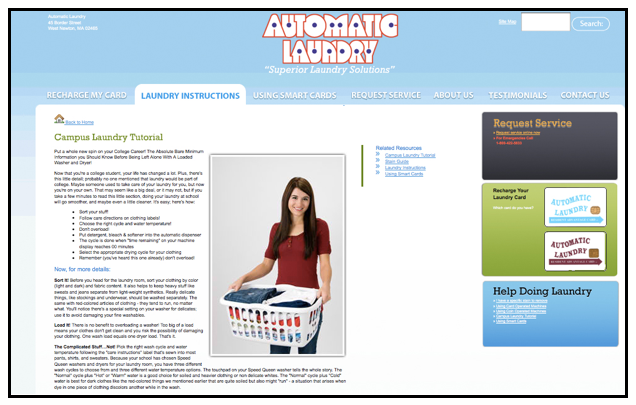 Automatic Laundry
45 Border Street
West Newton, MA 02465
AUTOMATIC
LAUNDRY
"Superior Laundry Solutions"
Site Map
Search:
RECHARGE MY CARD
LAUNDRY INSTRUCTIONS
USING SMART CARDS
REQUEST SERVICE
ABOUT US
TESTIMONIALS
CONTACT US
Back to Home
Campus Laundry Tutorial
Put a whole new spin on your College Career! The Absolute Bare Minimum
Information you Should Know Before Being Left Alone With A Loaded
Washer and Dryer!
Now that you're a college student, your life has changed a lot. Plus, there's
this little detail; probably no one mentioned that laundry would be part of
college. Maybe someone used to take care of your laundry for you, but now
you're on your own. That may seem like a big deal, or it may not, but if you
take a few minutes to read this little section, doing your laundry at school
will go smoother, and maybe even a little cleaner. It's easy; here's how:
Sort your stuff!
Follow care directions on clothing labels!
Choose the right cycle and water temperature!
Don't overload!
Put detergent, bleach & softener into the automatic dispenser
The cycle is done when "time remaining" on your machine
display reaches 00 minutes
Select the appropriate drying cycle for your clothing
Remember (you've heard this one already) don't overload!
Now, for more details:
Sort It! Before you head for the laundry room, sort your clothing by color
(light and dark) and fabric content. It also helps to keep heavy stuff like
sweats and jeans separate from light-weight synthetics. Really delicate
things, like stockings and underwear, should be washed separately. The
same with red-colored articles of clothing - they tend to run, no matter
what. You'll notice there's a special setting on your washer for delicates;
use it to avoid damaging your fine washables.
Load It! There is no benefit to overloading a washer! Too big of a load
means your clothes don't get clean and you risk the possibility of damaging
your clothing. One wash load equals one dryer load. That's it.
The Complicated Stuff...Not! Pick the right wash cycle and water
temperature following the "care instructions" label that's sewn into most
pants, shirts, and sweaters. Because your school has chosen Speed
Queen washers and dryers for your laundry room, you have three different
wash cycles to choose from and three different water temperature options. The touchpad on your Speed Queen washer tells the whole story. The
"Normal" cycle plus "Hot" or "Warm" water is a good choice for soiled and heavier clothing or non-delicate whites. The "Normal" cycle plus "Cold"
water is best for dark clothes like the red-colored things we mentioned earlier that are quite soiled but also might "run" - a situation that arises when
dye in one piece of clothing discolors another while in the wash.
Related Resources
Campus Laundry Tutorial
Stain Guide
Laundry Instructions
Using Smart Cards
Request Service
Request service online now
For Emergencies Call
Recharge Your
Laundry Card
What card do you have?
AUTOMATIC
LAUNDRY
AUTOMATIC
LAUNDRY
Help Doing Laundry
Using Coin Operated Machines
Campus Laundry Tutorial
Using Smart Cards